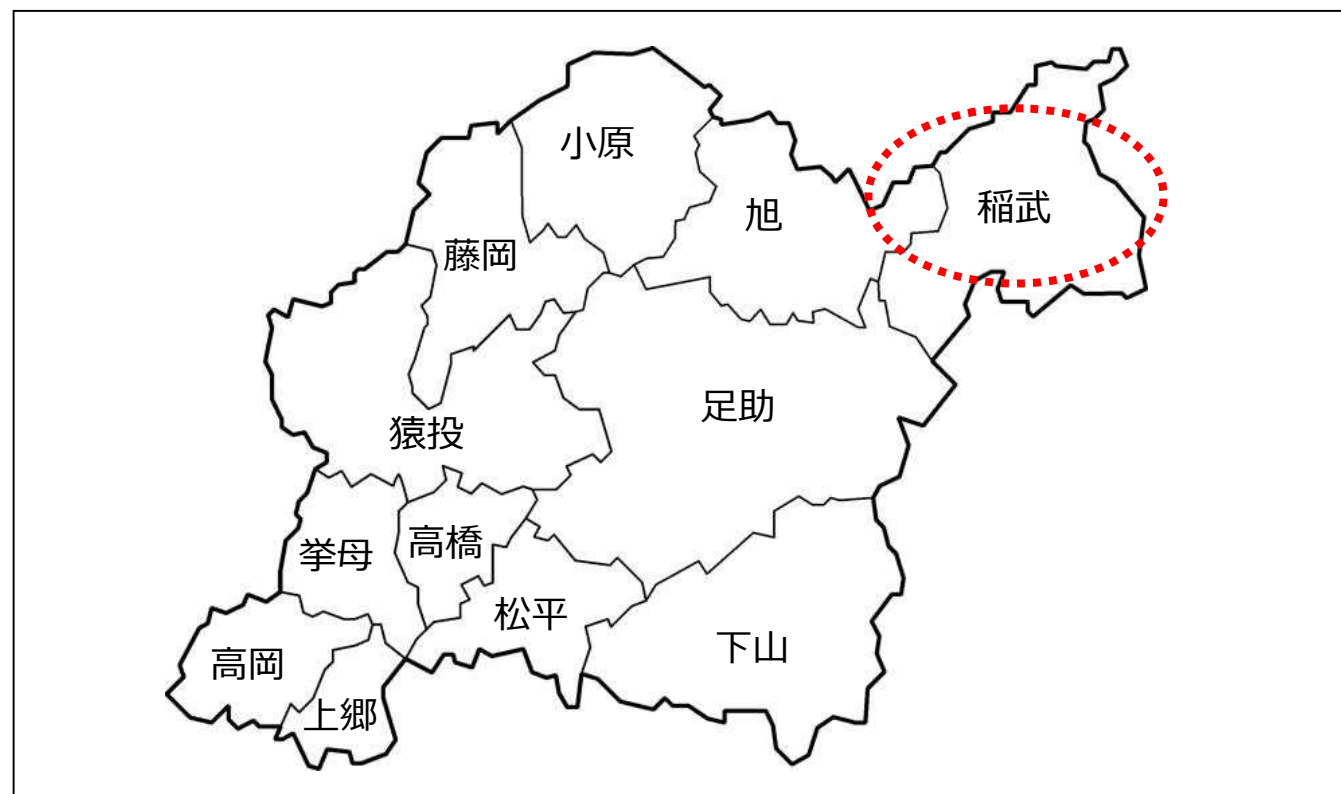 小原
旭
稲武
藤岡
足助
猿投
高橋
挙母
松平
下山
高岡
上郷